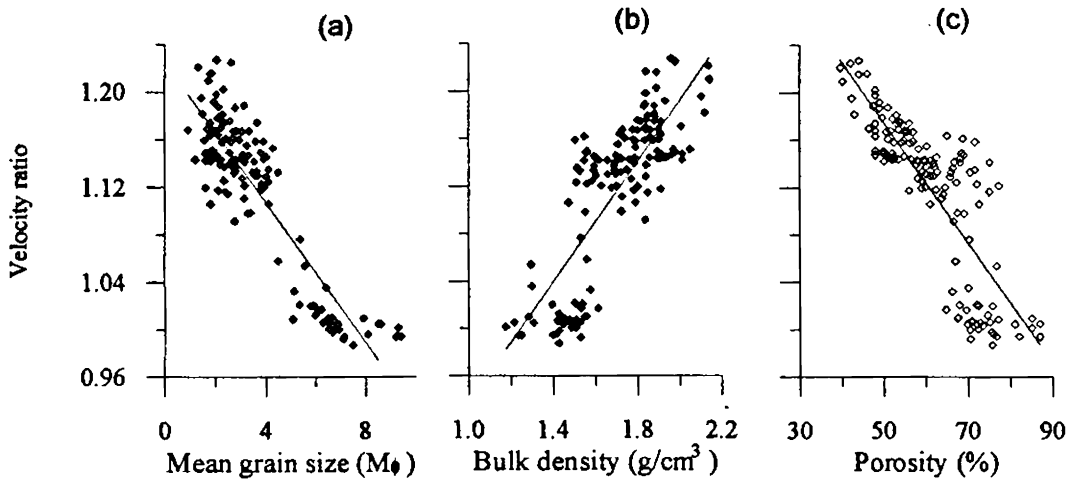 (a) (b) (c)
Velocity ratio
1.20
1.12
1.04
0.96
0 4 8
1.0 1.4 1.8 2.2
30 50 70 90
Mean grain size (Mϕ) Bulk density (g/cm³) Porosity (%)